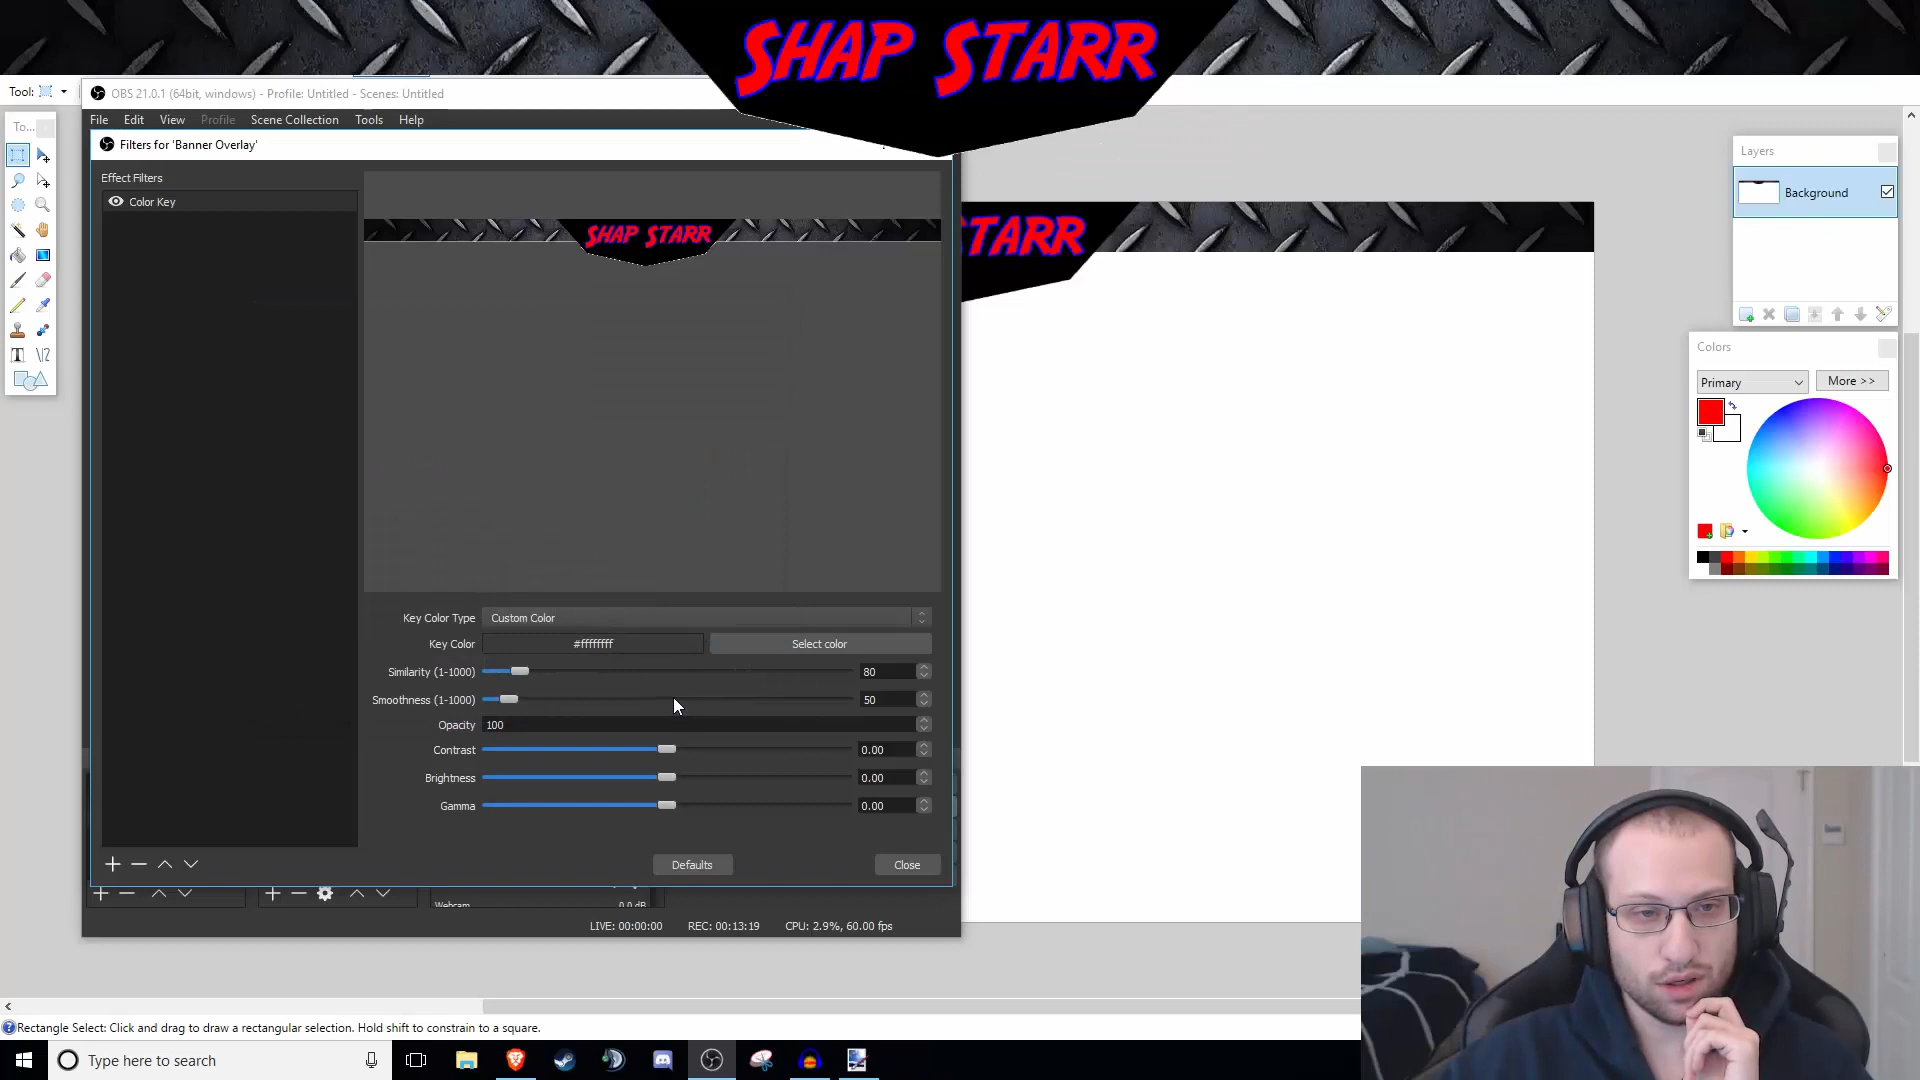 SHAP STARR
Tool:
OBS 21.0.1 (64bit, windows) - Profile: Untitled - Scenes: Untitled
File Edit View Profile Scene Collection Tools Help
To...
Filters for 'Banner Overlay'
Effect Filters
Color Key
SHAP STARR
STARR
Layers
Background
Colors
Primary
More >>
Key Color Type Custom Color
Key Color #ffffffff Select color
Similarity (1-1000) 80
Smoothness (1-1000) 50
Opacity 100
Contrast 0.00
Brightness 0.00
Gamma 0.00
Defaults Close
Webcam 0.0 dB
LIVE: 00:00:00 REC: 00:13:19 CPU: 2.9%, 60.00 fps
Rectangle Select: Click and drag to draw a rectangular selection. Hold shift to constrain to a square.
Type here to search